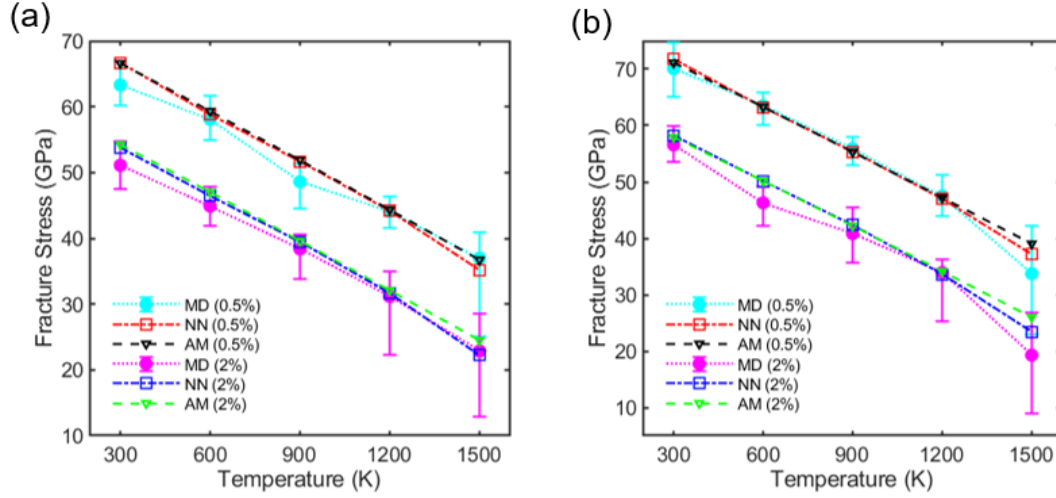 (a)
70
60
50
40
30
20
10
Fracture Stress (GPa)
MD (0.5%)
NN (0.5%)
AM (0.5%)
MD (2%)
NN (2%)
AM (2%)
300 600 900 1200 1500
Temperature (K)
(b)
70
60
50
40
30
20
10
Fracture Stress (GPa)
MD (0.5%)
NN (0.5%)
AM (0.5%)
MD (2%)
NN (2%)
AM (2%)
300 600 900 1200 1500
Temperature (K)